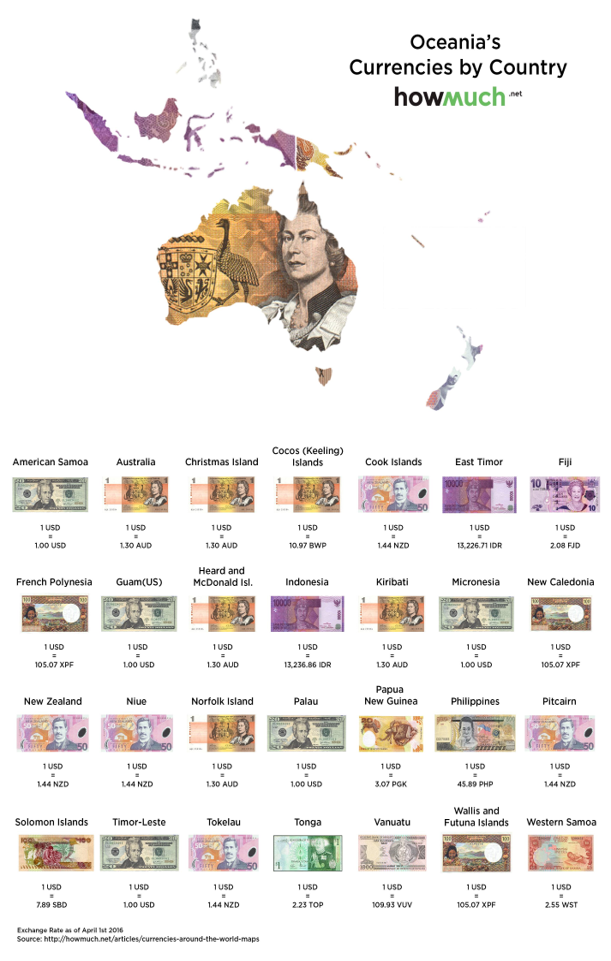 Oceania's
Currencies by Country
howmuch.net
American Samoa
1 USD
=
1.00 USD
Australia
1 USD
=
1.30 AUD
Christmas Island
1 USD
=
1.30 AUD
Cocos (Keeling)
Islands
1 USD
=
10.97 BWP
Cook Islands
1 USD
=
1.44 NZD
East Timor
1 USD
=
13,226.71 IDR
Fiji
1 USD
=
2.08 FJD
French Polynesia
1 USD
=
105.07 XPF
Guam(US)
1 USD
=
1.00 USD
Heard and
McDonald Isl.
1 USD
=
1.30 AUD
Indonesia
1 USD
=
13,236.86 IDR
Kiribati
1 USD
=
1.30 AUD
Micronesia
1 USD
=
1.00 USD
New Caledonia
1 USD
=
105.07 XPF
New Zealand
1 USD
=
1.44 NZD
Niue
1 USD
=
1.44 NZD
Norfolk Island
1 USD
=
1.30 AUD
Palau
1 USD
=
1.00 USD
Papua
New Guinea
1 USD
=
3.07 PGK
Philippines
1 USD
=
45.89 PHP
Pitcairn
1 USD
=
1.44 NZD
Solomon Islands
1 USD
=
7.89 SBD
Timor-Leste
1 USD
=
1.00 USD
Tokelau
1 USD
=
1.44 NZD
Tonga
1 USD
=
2.23 TOP
Vanuatu
1 USD
=
109.93 VUV
Wallis and
Futuna Islands
1 USD
=
105.07 XPF
Western Samoa
1 USD
=
2.55 WST
Exchange Rate as of April 1st 2016
Source: http://howmuch.net/articles/currencies-around-the-world-maps